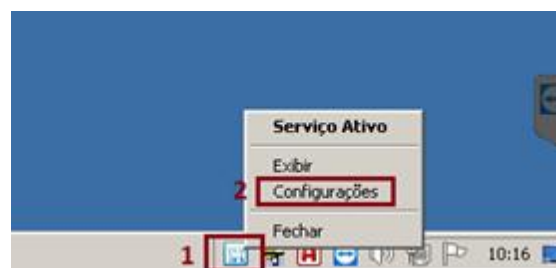 Serviço Ativo
Exibir
2 Configurações
Fechar
1
H
10:16